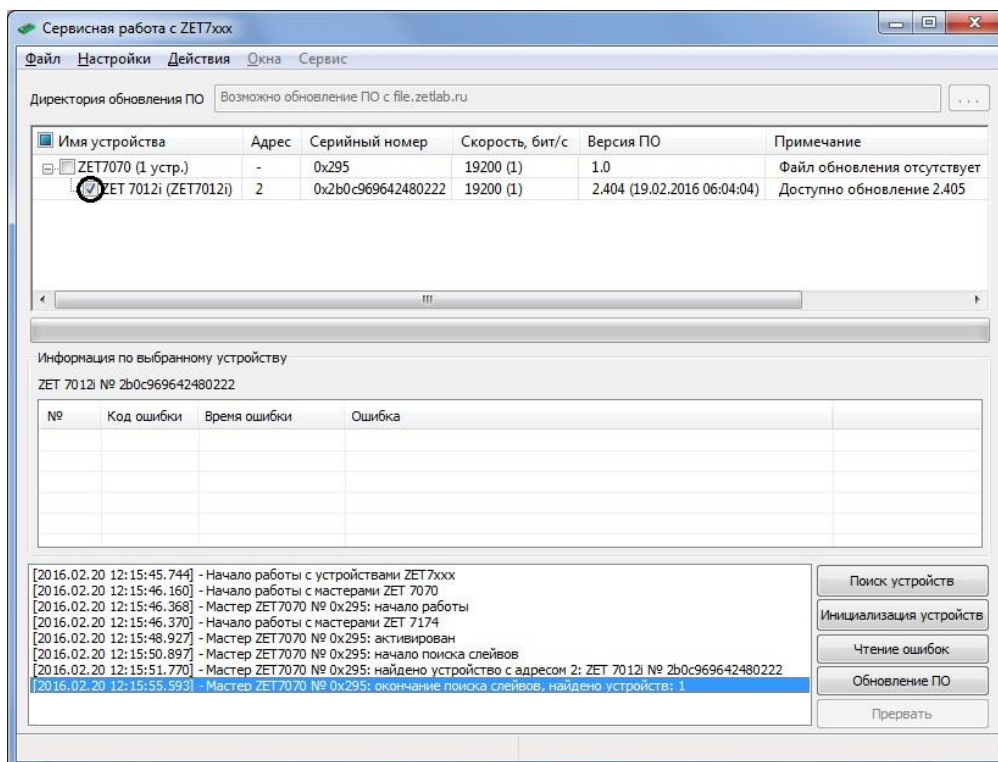 Сервисная работа с ZET7xxx
Файл Настройки Действия Окна Сервис
Директория обновления ПО Возможно обновление ПО с file.zetlab.ru ...
Имя устройства Адрес Серийный номер Скорость, бит/с Версия ПО Примечание
ZET7070 (1 устр.) - 0x295 19200 (1) 1.0 Файл обновления отсутствует
ZET 7012i (ZET7012i) 2 0x2b0c969642480222 19200 (1) 2.404 (19.02.2016 06:04:04) Доступно обновление 2.405
Информация по выбранному устройству
ZET 7012i № 2b0c969642480222
№ Код ошибки Время ошибки Ошибка
[2016.02.20 12:15:45.744] - Начало работы с устройствами ZET7xxx
[2016.02.20 12:15:46.160] - Начало работы с мастерами ZET 7070
[2016.02.20 12:15:46.368] - Мастер ZET7070 № 0x295: начало работы
[2016.02.20 12:15:46.370] - Начало работы с мастерами ZET 7174
[2016.02.20 12:15:48.927] - Мастер ZET7070 № 0x295: активирован
[2016.02.20 12:15:50.897] - Мастер ZET7070 № 0x295: начало поиска слейвов
[2016.02.20 12:15:51.770] - Мастер ZET7070 № 0x295: найдено устройство с адресом 2: ZET 7012i № 2b0c969642480222
[2016.02.20 12:15:55.593] - Мастер ZET7070 № 0x295: окончание поиска слейвов, найдено устройств: 1
Поиск устройств
Инициализация устройств
Чтение ошибок
Обновление ПО
Прервать